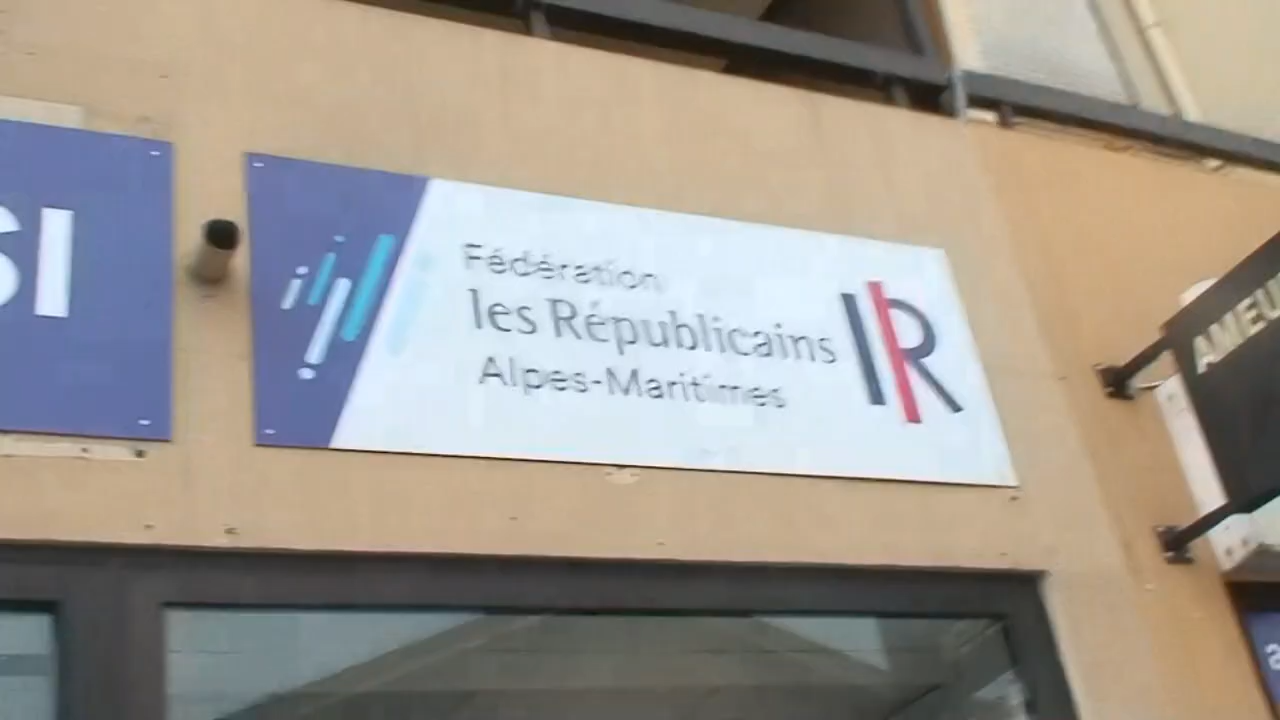 SI
Fédération
les Républicains
Alpes-Maritimes
lR
AMEU
a